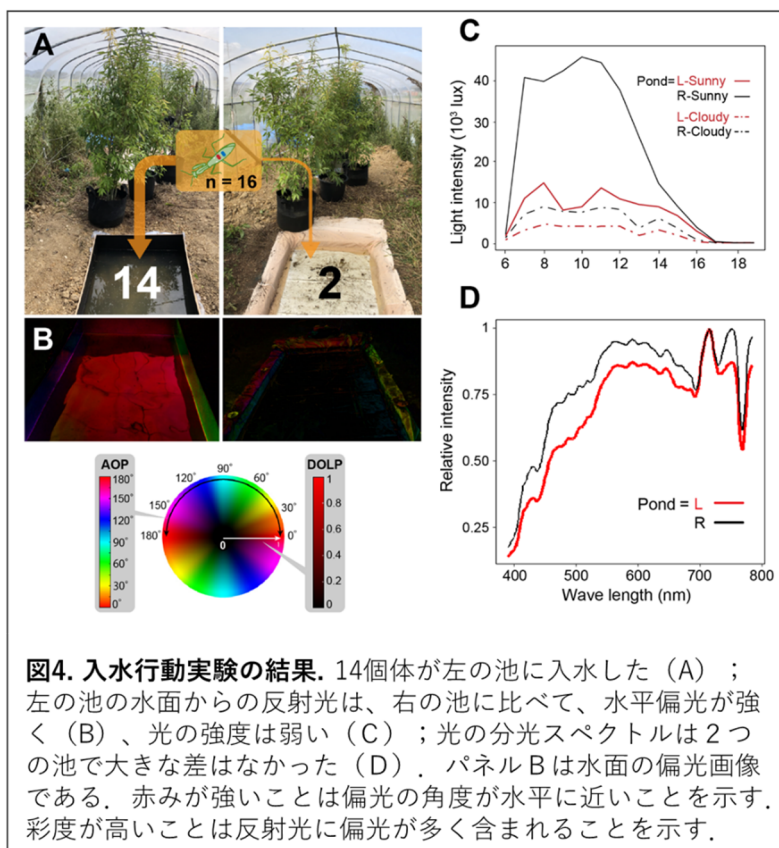 A
n = 16
14
2
B
AOP
180°
150°
120°
90°
60°
30°
0°
90°
120°
60°
150°
30°
180°
0°
0
1
DOLP
1
0.8
0.6
0.4
0.2
0
C
Light intensity (10³ lux)
40
30
20
10
0
Pond= L-Sunny
R-Sunny
L-Cloudy
R-Cloudy
6 8 10 12 14 16 18
D
Relative intensity
1
0.75
0.50
0.25
Pond = L
R
400 500 600 700 800
Wave length (nm)
図4. 入水行動実験の結果. 14個体が左の池に入水した（A）；
左の池の水面からの反射光は、右の池に比べて、水平偏光が強
く（B）、光の強度は弱い（C）；光の分光スペクトルは２つ
の池で大きな差はなかった（D）. パネルBは水面の偏光画像
である. 赤みが強いことは偏光の角度が水平に近いことを示す.
彩度が高いことは反射光に偏光が多く含まれることを示す.